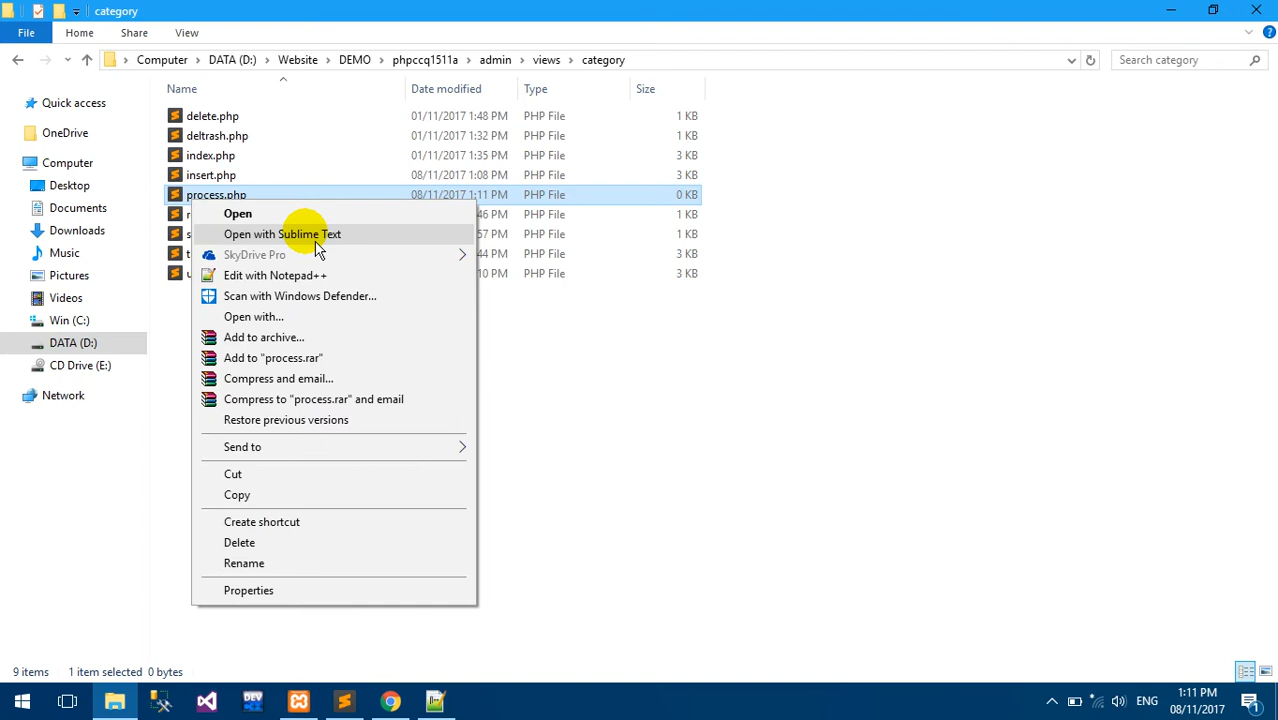 category
File Home Share View
Computer DATA (D:) Website DEMO phpccq1511a admin views category
Search category
Name Date modified Type Size
Quick access
OneDrive
Computer
Desktop
Documents
Downloads
Music
Pictures
Videos
Win (C:)
DATA (D:)
CD Drive (E:)
Network
delete.php 01/11/2017 1:48 PM PHP File 1 KB
deltrash.php 01/11/2017 1:32 PM PHP File 1 KB
index.php 01/11/2017 1:35 PM PHP File 3 KB
insert.php 08/11/2017 1:08 PM PHP File 3 KB
process.php 08/11/2017 1:11 PM PHP File 0 KB
r 46 PM PHP File 1 KB
s 57 PM PHP File 1 KB
t 44 PM PHP File 3 KB
u 10 PM PHP File 3 KB
Open
Open with Sublime Text
SkyDrive Pro
Edit with Notepad++
Scan with Windows Defender...
Open with...
Add to archive...
Add to "process.rar"
Compress and email...
Compress to "process.rar" and email
Restore previous versions
Send to
Cut
Copy
Create shortcut
Delete
Rename
Properties
9 items 1 item selected 0 bytes
DEV
ENG
1:11 PM
08/11/2017
1